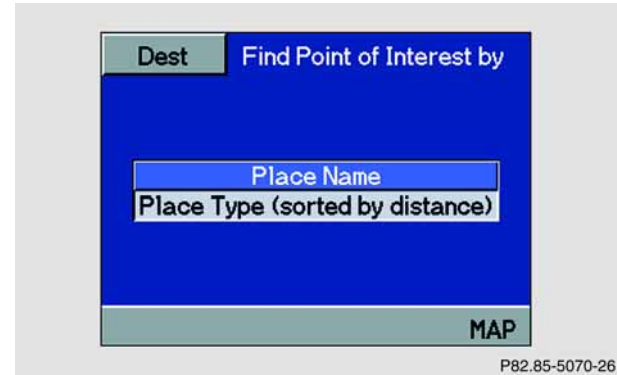 Dest Find Point of Interest by
Place Name
Place Type (sorted by distance)
MAP
P82.85-5070-26